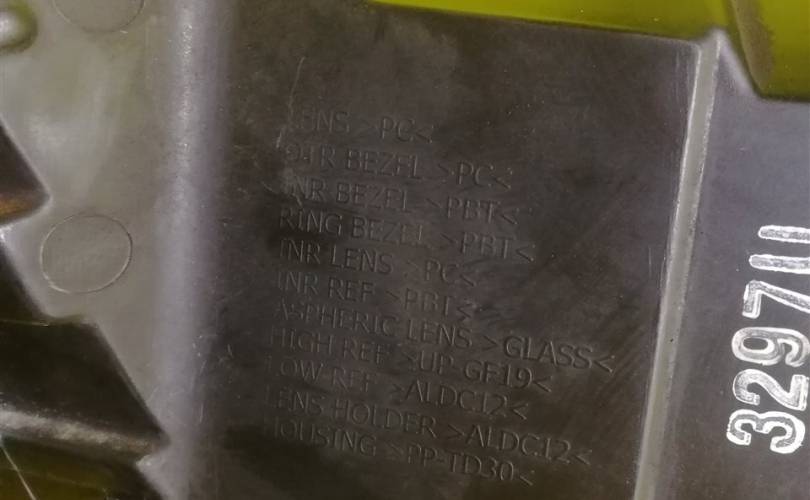 LENS >PC<
OTR BEZEL >PC<
INR BEZEL >PBT<
RING BEZEL >PBT<
INR LENS >PC<
INR REF >PBT<
ASPHERIC LENS >GLASS<
HIGH REF >UP-GF19<
LOW REF >ALDC12<
LENS HOLDER >ALDC12<
HOUSING >PP-TD30<
3297U